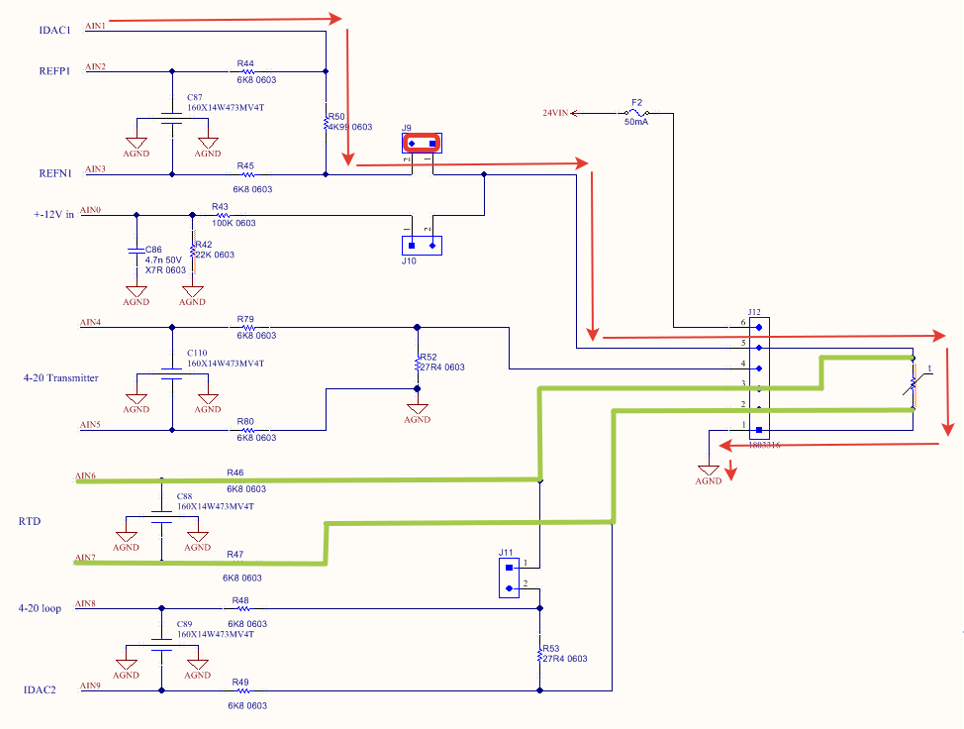 IDAC1 AIN1
REFP1 AIN2 R44
6K8 0603
C87
160X14W473MV4T
AGND AGND
R50
4K99 0603
REFN1 AIN3 R45
6K8 0603
J9
2 1
24VIN F2
50mA
+-12V in AIN0 R43
100K 0603
C86
4.7n 50V
X7R 0603
R42
22K 0603
AGND AGND
1 2
J10
AIN4 R79
6K8 0603
C110
160X14W473MV4T
AGND AGND
4-20 Transmitter
R52
27R4 0603
AGND
AIN5 R80
6K8 0603
J12
6
5
4
3
2
1
1803316
t
AGND
AIN6 R46
6K8 0603
C88
160X14W473MV4T
RTD
AGND AGND
AIN7 R47
6K8 0603
J11
1
2
4-20 loop AIN8 R48
6K8 0603
C89
160X14W473MV4T
AGND AGND
R53
27R4 0603
IDAC2 AIN9 R49
6K8 0603